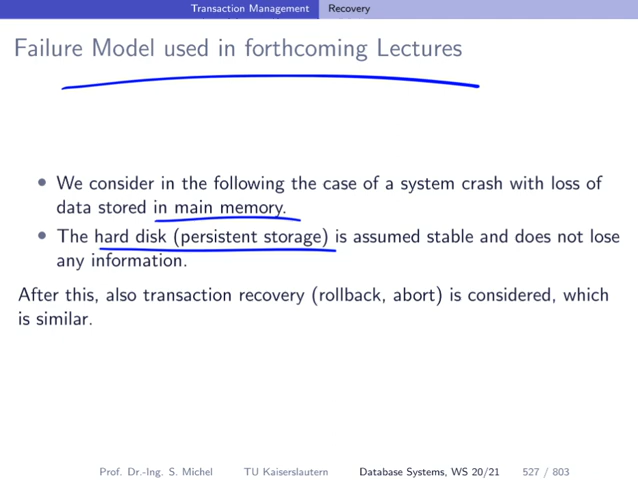 Transaction Management Recovery
Failure Model used in forthcoming Lectures
• We consider in the following the case of a system crash with loss of
data stored in main memory.
• The hard disk (persistent storage) is assumed stable and does not lose
any information.
After this, also transaction recovery (rollback, abort) is considered, which
is similar.
Prof. Dr.-Ing. S. Michel TU Kaiserslautern Database Systems, WS 20/21 527 / 803